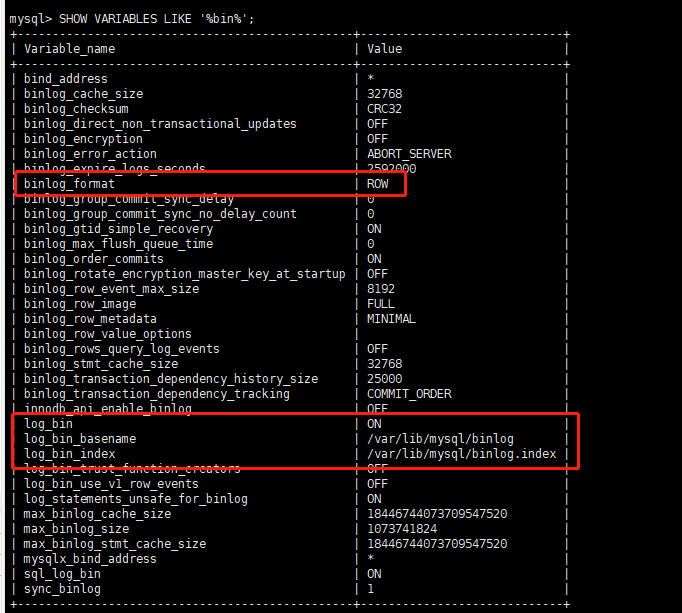 mysql> SHOW VARIABLES LIKE '%bin%';
+------------------------------------------------+----------------------------+
| Variable_name | Value |
+------------------------------------------------+----------------------------+
| bind_address | * |
| binlog_cache_size | 32768 |
| binlog_checksum | CRC32 |
| binlog_direct_non_transactional_updates | OFF |
| binlog_encryption | OFF |
| binlog_error_action | ABORT_SERVER |
| binlog_expire_logs_seconds | 2592000 |
| binlog_format | ROW |
| binlog_group_commit_sync_delay | 0 |
| binlog_group_commit_sync_no_delay_count | 0 |
| binlog_gtid_simple_recovery | ON |
| binlog_max_flush_queue_time | 0 |
| binlog_order_commits | ON |
| binlog_rotate_encryption_master_key_at_startup | OFF |
| binlog_row_event_max_size | 8192 |
| binlog_row_image | FULL |
| binlog_row_metadata | MINIMAL |
| binlog_row_value_options | |
| binlog_rows_query_log_events | OFF |
| binlog_stmt_cache_size | 32768 |
| binlog_transaction_dependency_history_size | 25000 |
| binlog_transaction_dependency_tracking | COMMIT_ORDER |
| innodb_api_enable_binlog | OFF |
| log_bin | ON |
| log_bin_basename | /var/lib/mysql/binlog |
| log_bin_index | /var/lib/mysql/binlog.index |
| log_bin_trust_function_creators | OFF |
| log_bin_use_v1_row_events | OFF |
| log_statements_unsafe_for_binlog | ON |
| max_binlog_cache_size | 18446744073709547520 |
| max_binlog_size | 1073741824 |
| max_binlog_stmt_cache_size | 18446744073709547520 |
| mysqlx_bind_address | * |
| sql_log_bin | ON |
| sync_binlog | 1 |
+------------------------------------------------+----------------------------+